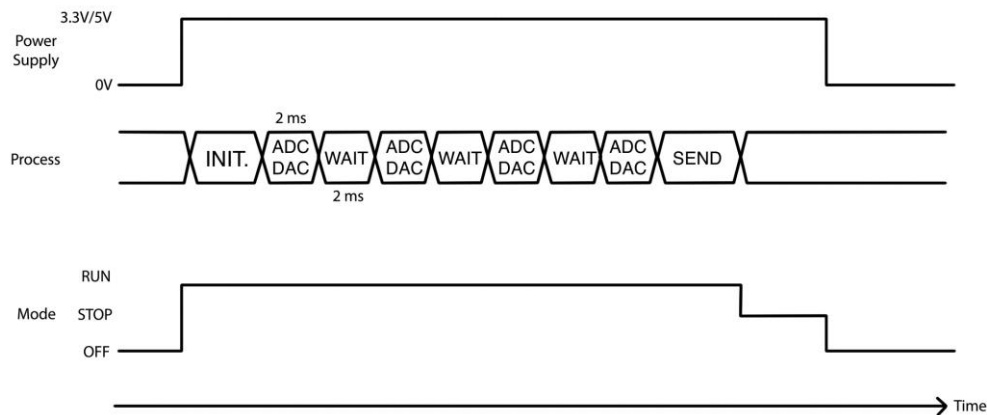 3.3V/5V
Power
Supply
0V
2 ms
Process
INIT.
ADC
DAC
WAIT
ADC
DAC
WAIT
ADC
DAC
WAIT
ADC
DAC
SEND
2 ms
RUN
Mode
STOP
OFF
Time